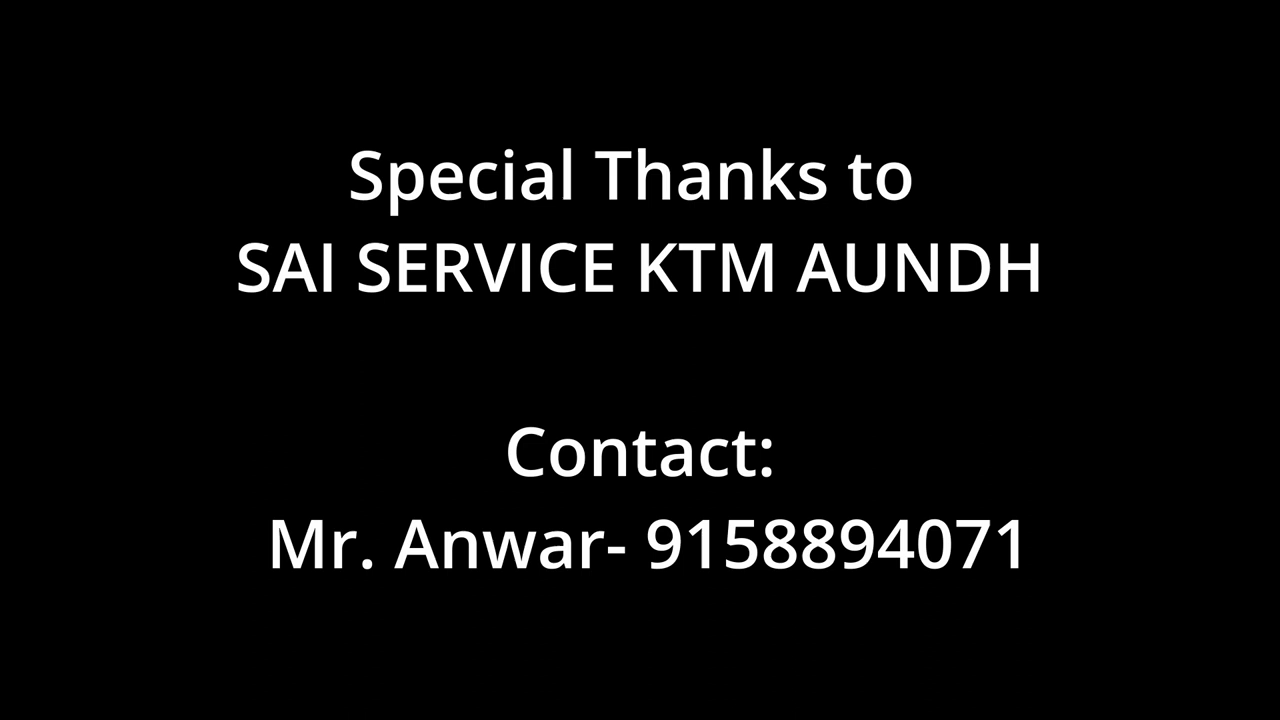 Special Thanks to
SAI SERVICE KTM AUNDH
Contact:
Mr. Anwar- 9158894071